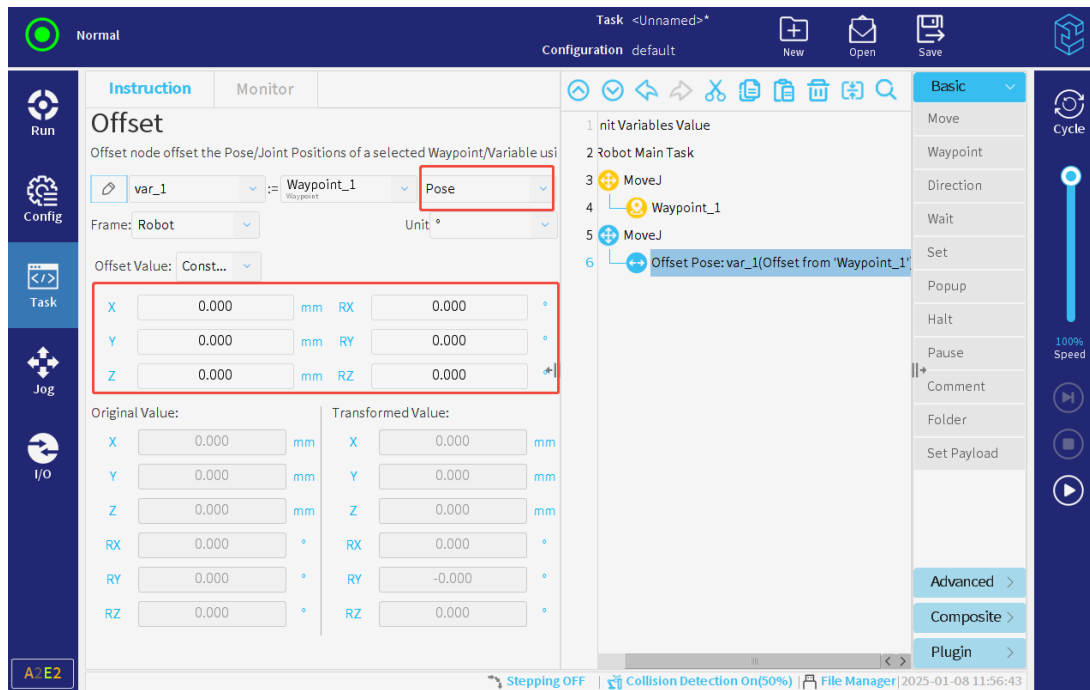 Normal
Task <Unnamed>*
Configuration default
New
Open
Save
Run
Config
Task
Jog
I/O
A2E2
Instruction
Monitor
Offset
Offset node offset the Pose/Joint Positions of a selected Waypoint/Variable usi
var_1 := Waypoint_1 Pose
Waypoint
Frame: Robot Unit °
Offset Value: Const...
X 0.000 mm RX 0.000 °
Y 0.000 mm RY 0.000 °
Z 0.000 mm RZ 0.000 °
Original Value: Transformed Value:
X 0.000 mm X 0.000 mm
Y 0.000 mm Y 0.000 mm
Z 0.000 mm Z 0.000 mm
RX 0.000 ° RX 0.000 °
RY 0.000 ° RY -0.000 °
RZ 0.000 ° RZ 0.000 °
1 nit Variables Value
2 Robot Main Task
3 MoveJ
4 Waypoint_1
5 MoveJ
6 Offset Pose: var_1(Offset from 'Waypoint_1'
Basic
Move
Waypoint
Direction
Wait
Set
Popup
Halt
Pause
Comment
Folder
Set Payload
Advanced >
Composite >
Plugin >
Cycle
100%
Speed
Stepping OFF | Collision Detection On(50%) | File Manager | 2025-01-08 11:56:43